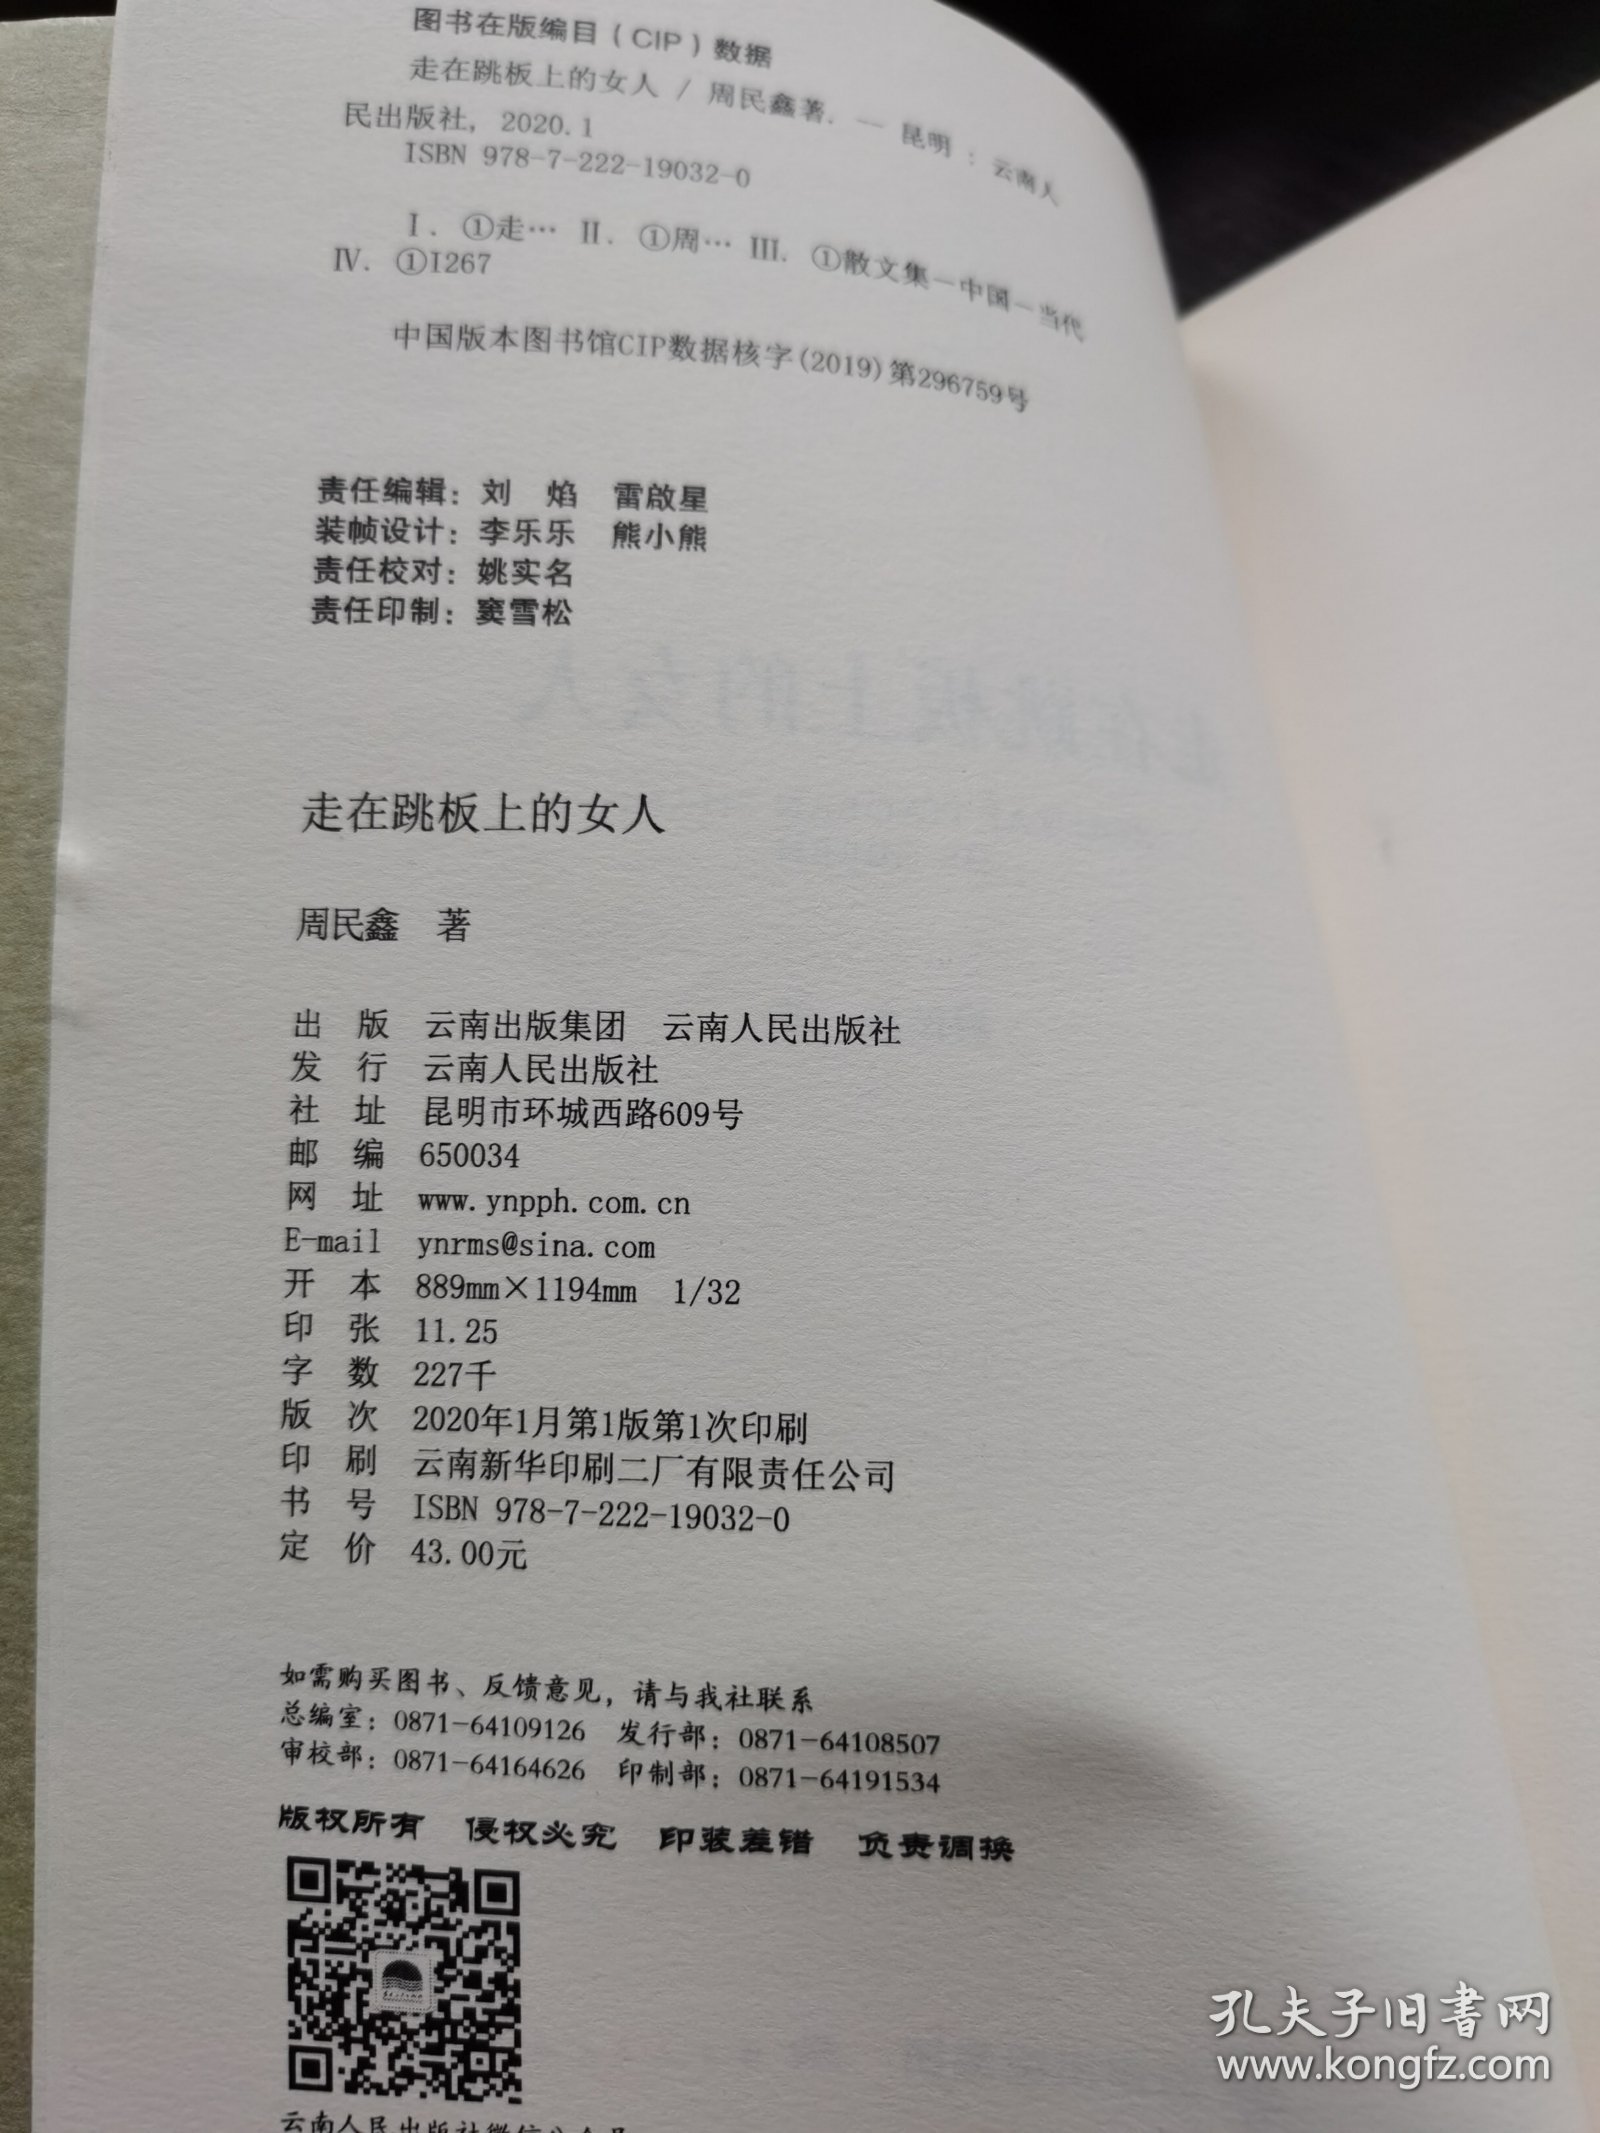 图书在版编目（CIP）数据
走在跳板上的女人 / 周民鑫著. — 昆明 : 云南人
民出版社, 2020.1
ISBN 978-7-222-19032-0
Ⅰ. ①走… Ⅱ. ①周… Ⅲ. ①散文集－中国－当代
Ⅳ. ①I267
中国版本图书馆CIP数据核字(2019)第296759号
责任编辑：刘 焰 雷啟星
装帧设计：李乐乐 熊小熊
责任校对：姚实名
责任印制：窦雪松
走在跳板上的女人
周民鑫 著
出 版 云南出版集团 云南人民出版社
发 行 云南人民出版社
社 址 昆明市环城西路609号
邮 编 650034
网 址 www.ynpph.com.cn
E-mail ynrms@sina.com
开 本 889mm×1194mm 1/32
印 张 11.25
字 数 227千
版 次 2020年1月第1版第1次印刷
印 刷 云南新华印刷二厂有限责任公司
书 号 ISBN 978-7-222-19032-0
定 价 43.00元
如需购买图书、反馈意见，请与我社联系
总编室：0871-64109126 发行部：0871-64108507
审校部：0871-64164626 印制部：0871-64191534
版权所有 侵权必究 印装差错 负责调换
云南人民出版社微信公众号
孔夫子旧书网
www.kongfz.com